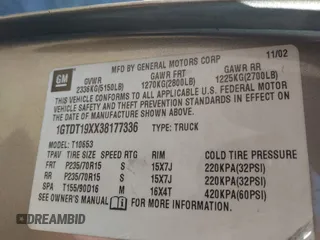 11/02
GM
MFD BY GENERAL MOTORS CORP
GVWR GAWR FRT GAWR RR
2336KG(5150LB) 1270KG(2800LB) 1225KG(2700LB)
THIS VEHICLE CONFORMS TO ALL APPLICABLE U.S. FEDERAL MOTOR
VEHICLE SAFETY AND THEFT PREVENTION STANDARDS IN EFFECT
ON THE DATE OF MANUFACTURE SHOWN ABOVE.
1GTDT19XX38177336 TYPE: TRUCK
MODEL: T10653
TPAV TIRE SIZE SPEED RTG RIM COLD TIRE PRESSURE
FRT P235/70R15 S 15X7J 220KPA(32PSI)
RR P235/70R15 S 15X7J 220KPA(32PSI)
SPA T155/90D16 M 16X4T 420KPA(60PSI)
SEE OWNER'S MANUAL FOR ADDITIONAL INFORMATION.
DREAMBID